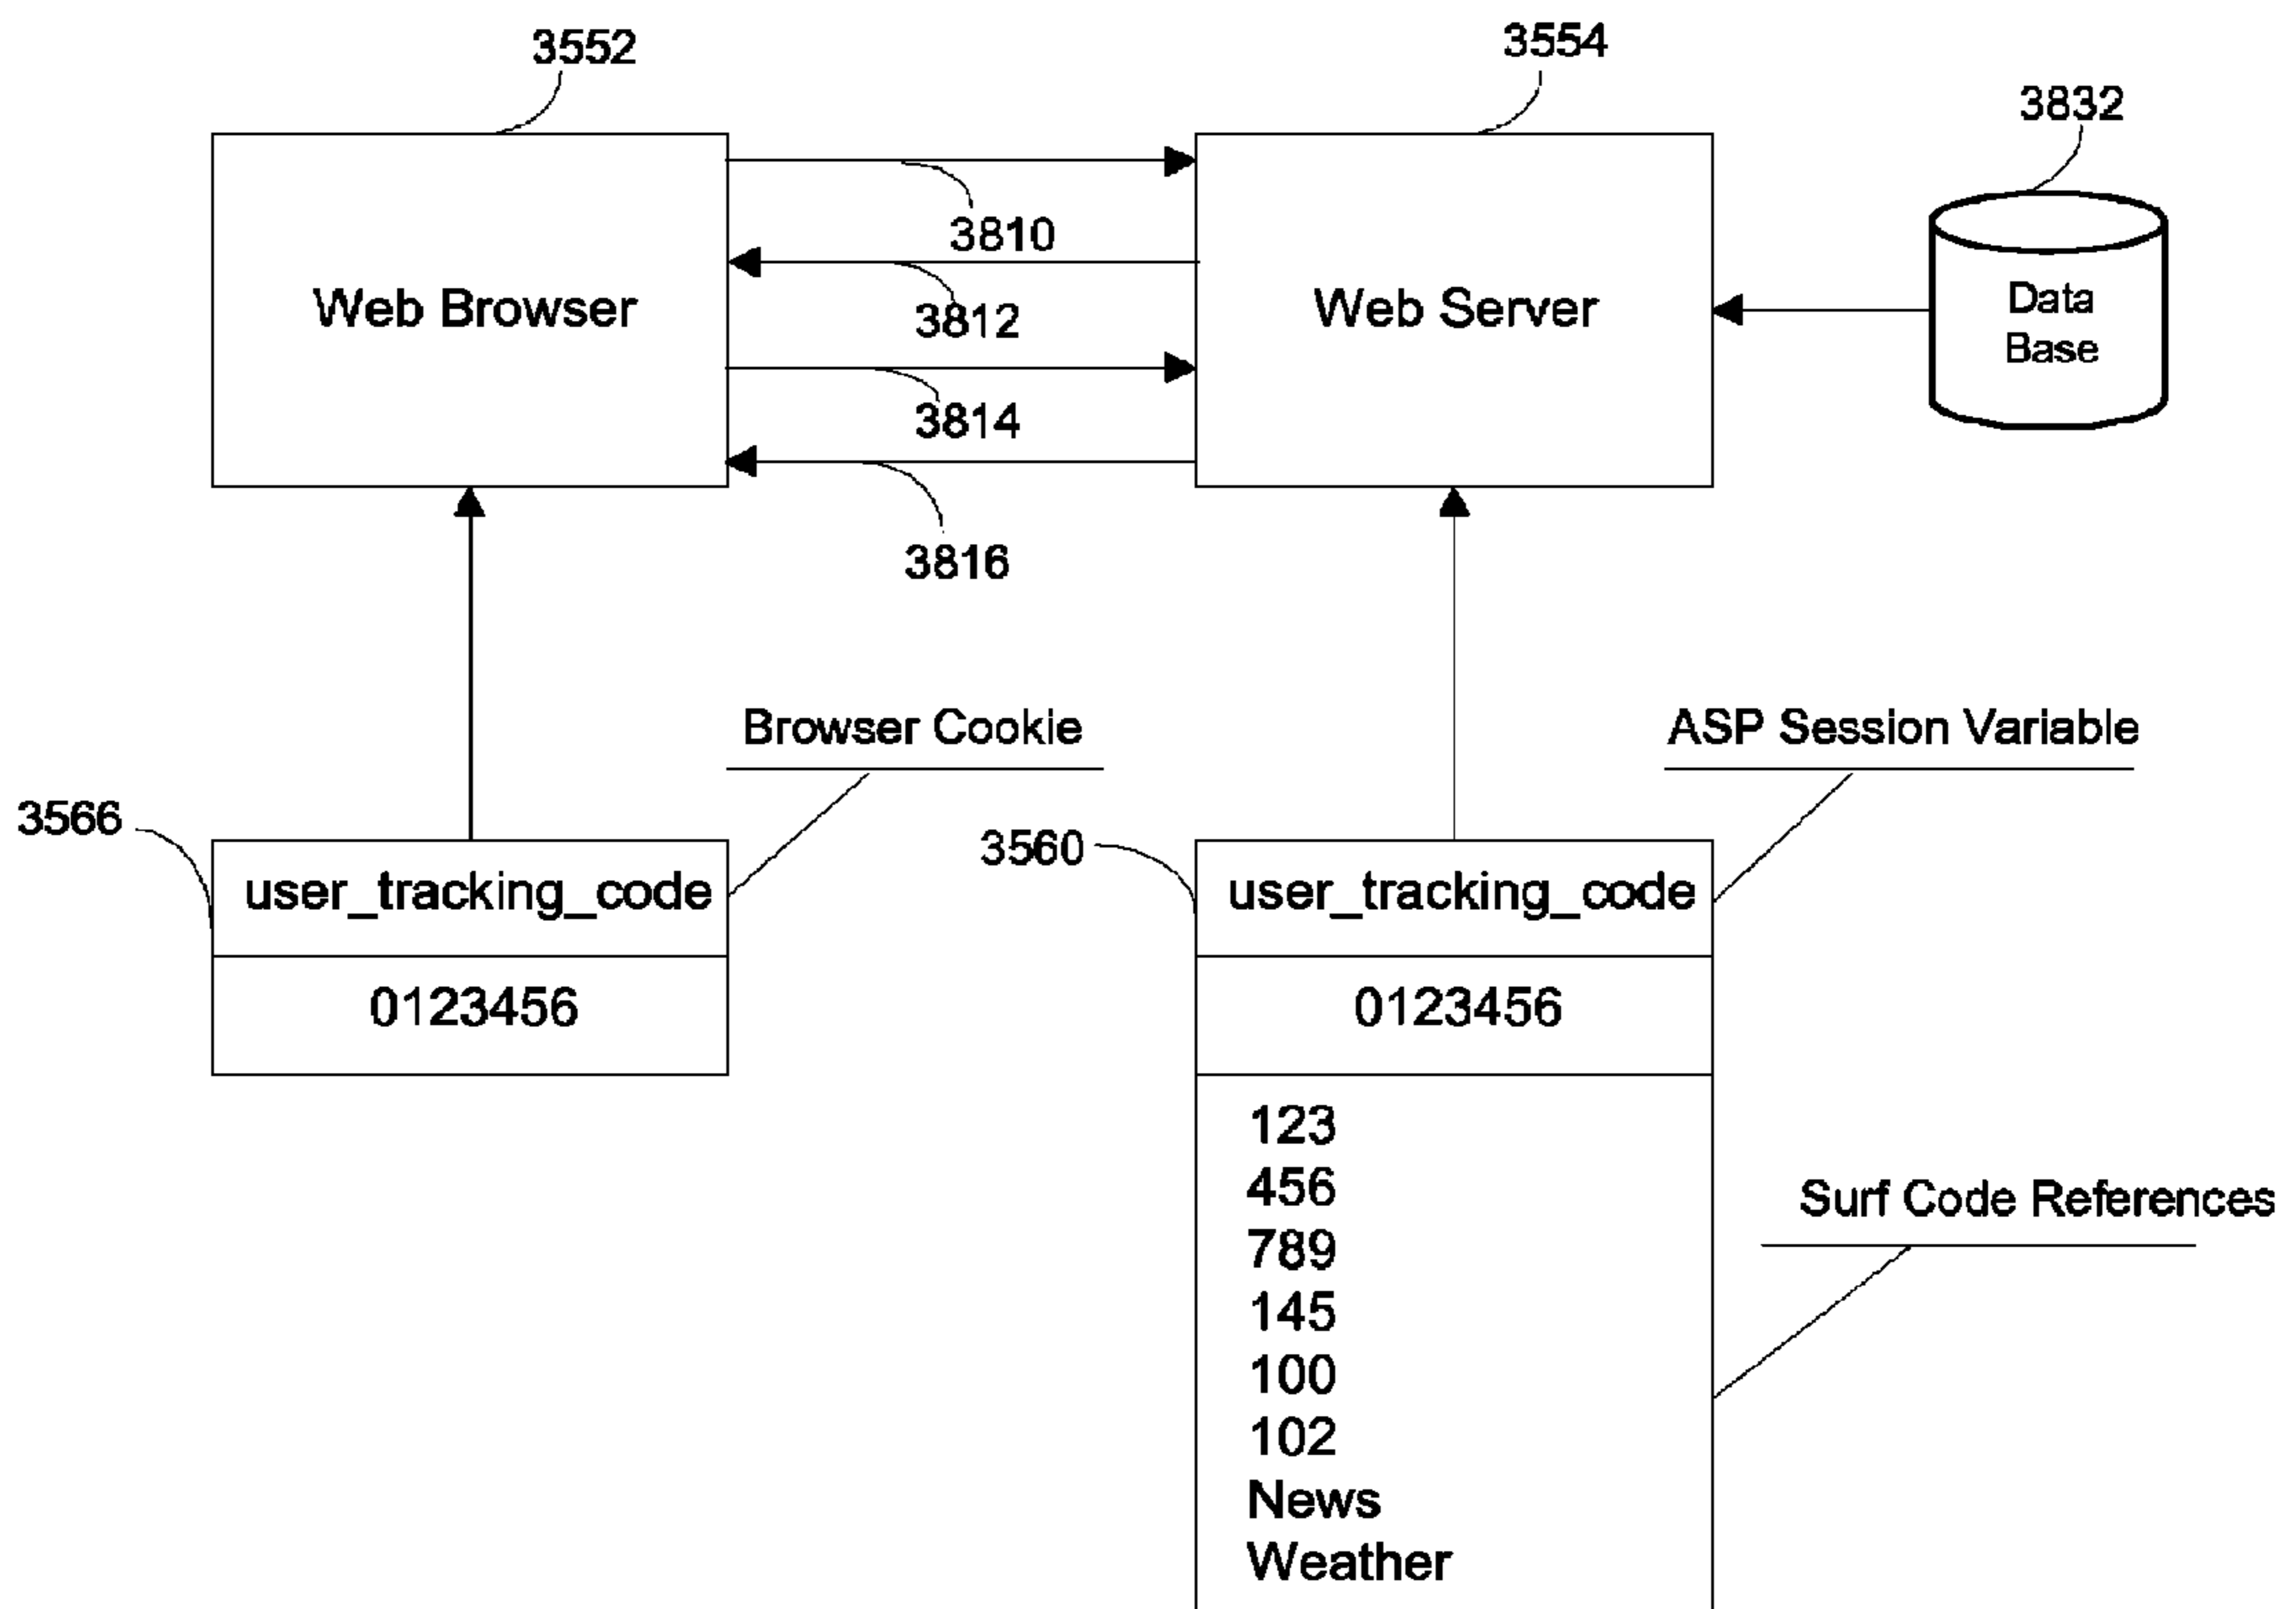 3552
3554
3832
3810
Web Browser
Web Server
Data
Base
3812
3814
3816
Browser Cookie
ASP Session Variable
3566
3560
user_tracking_code
user_tracking_code
0123456
0123456
123
456
789
145
100
102
News
Weather
Surf Code References